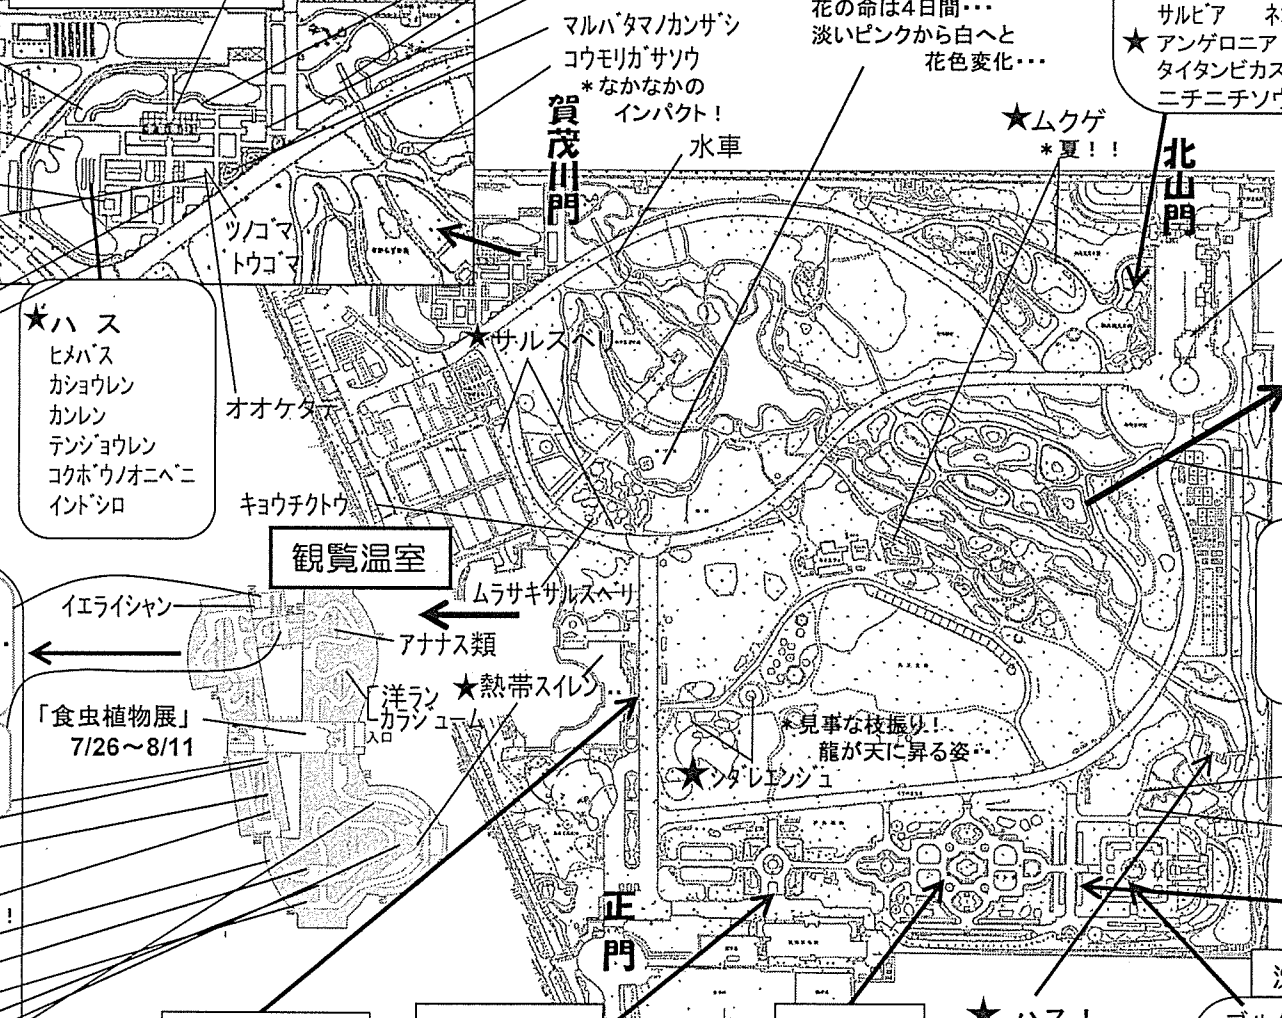 マルバタマノカンザシ
コウモリガサソウ
＊なかなかの
インパクト！
花の命は4日間･･･
淡いピンクから白へと
花色変化･･･
サルビア
★アンゲロニア
タイタンビカス
ニチニチソウ
賀茂川門
水車
★ムクゲ
＊夏！！
北山門
ツノゴマ
トウゴマ
★ハ ス
ヒメバス
カショウレン
カンレン
テンジョウレン
コクボウノオニベニ
インドシロ
★サルスベリ
オオケタデ
キョウチクトウ
観覧温室
ムラサキサルスベリ
イエライシャン
アナナス類
洋ラン
クラシューム
入口
★熱帯スイレン･･
「食虫植物展」
7/26～8/11
＊見事な枝振り！
龍が天に昇る姿･･
★シダレエンジュ
正門
！
★ハス！